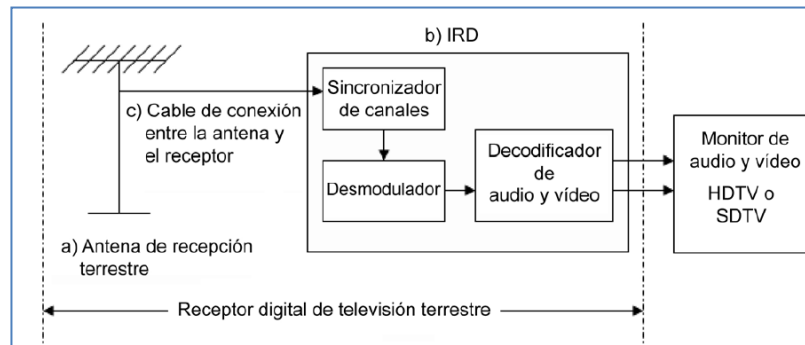 b) IRD
Sincronizador
de canales
c) Cable de conexión
entre la antena y
el receptor
Desmodulador
Decodificador
de
audio y vídeo
Monitor de
audio y vídeo
HDTV o
SDTV
a) Antena de recepción
terrestre
Receptor digital de televisión terrestre